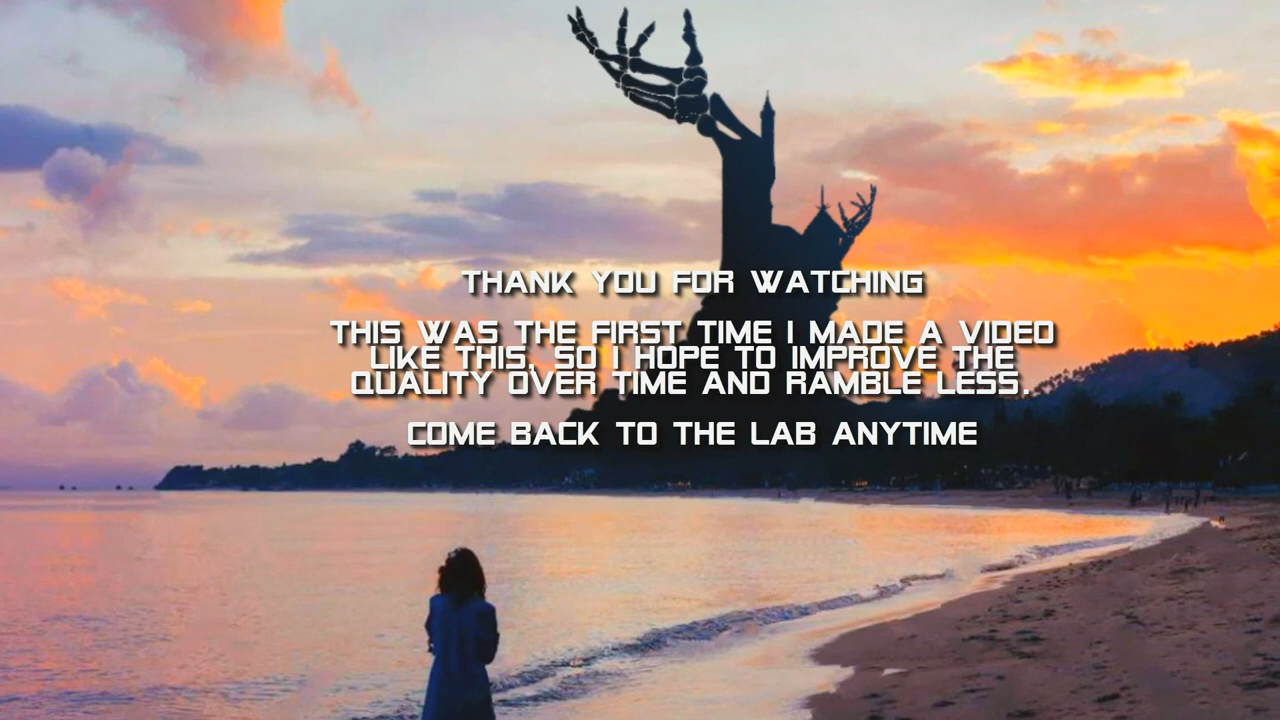 THANK YOU FOR WATCHING
THIS WAS THE FIRST TIME I MADE A VIDEO
LIKE THIS, SO I HOPE TO IMPROVE THE
QUALITY OVER TIME AND RAMBLE LESS.
COME BACK TO THE LAB ANYTIME